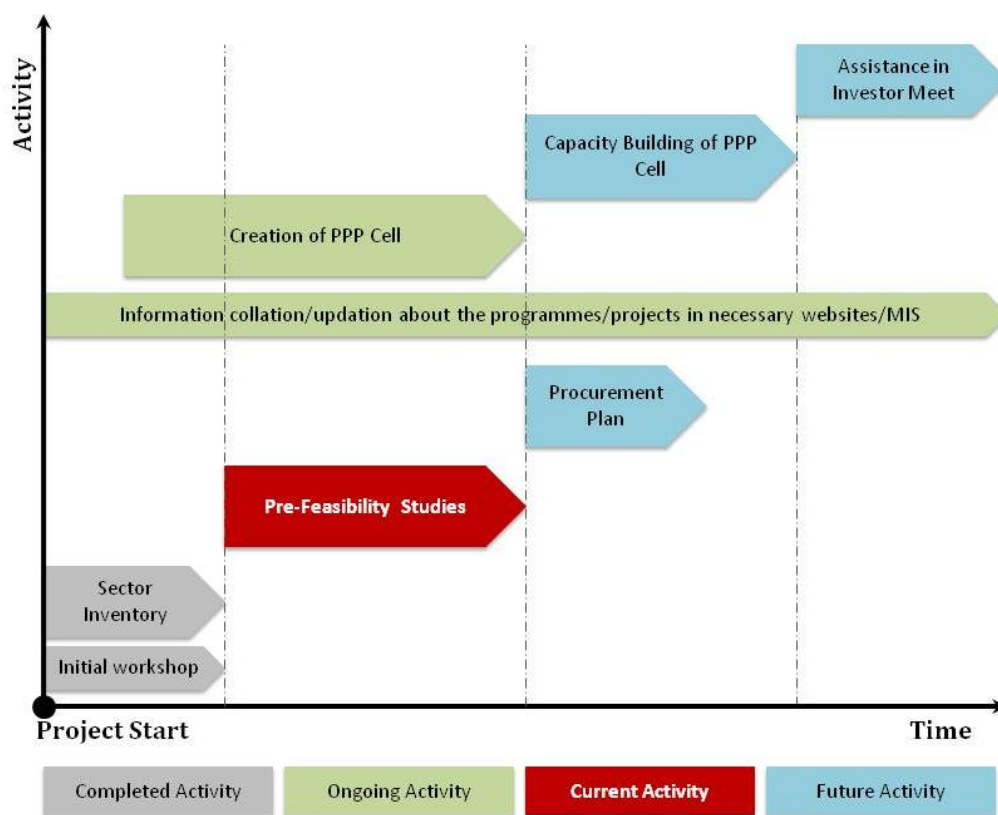 Activity
Assistance in
Investor Meet
Capacity Building of PPP
Cell
Creation of PPP Cell
Information collation/updation about the programmes/projects in necessary websites/MIS
Procurement
Plan
Pre-Feasibility Studies
Sector
Inventory
Initial workshop
Project Start
Time
Completed Activity
Ongoing Activity
Current Activity
Future Activity